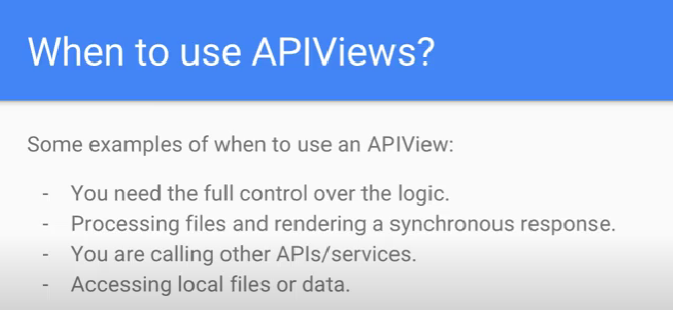 When to use APIViews?
Some examples of when to use an APIView:
- You need the full control over the logic.
- Processing files and rendering a synchronous response.
- You are calling other APIs/services.
- Accessing local files or data.